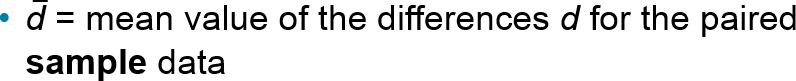 • d̄ = mean value of the differences d for the paired
sample data